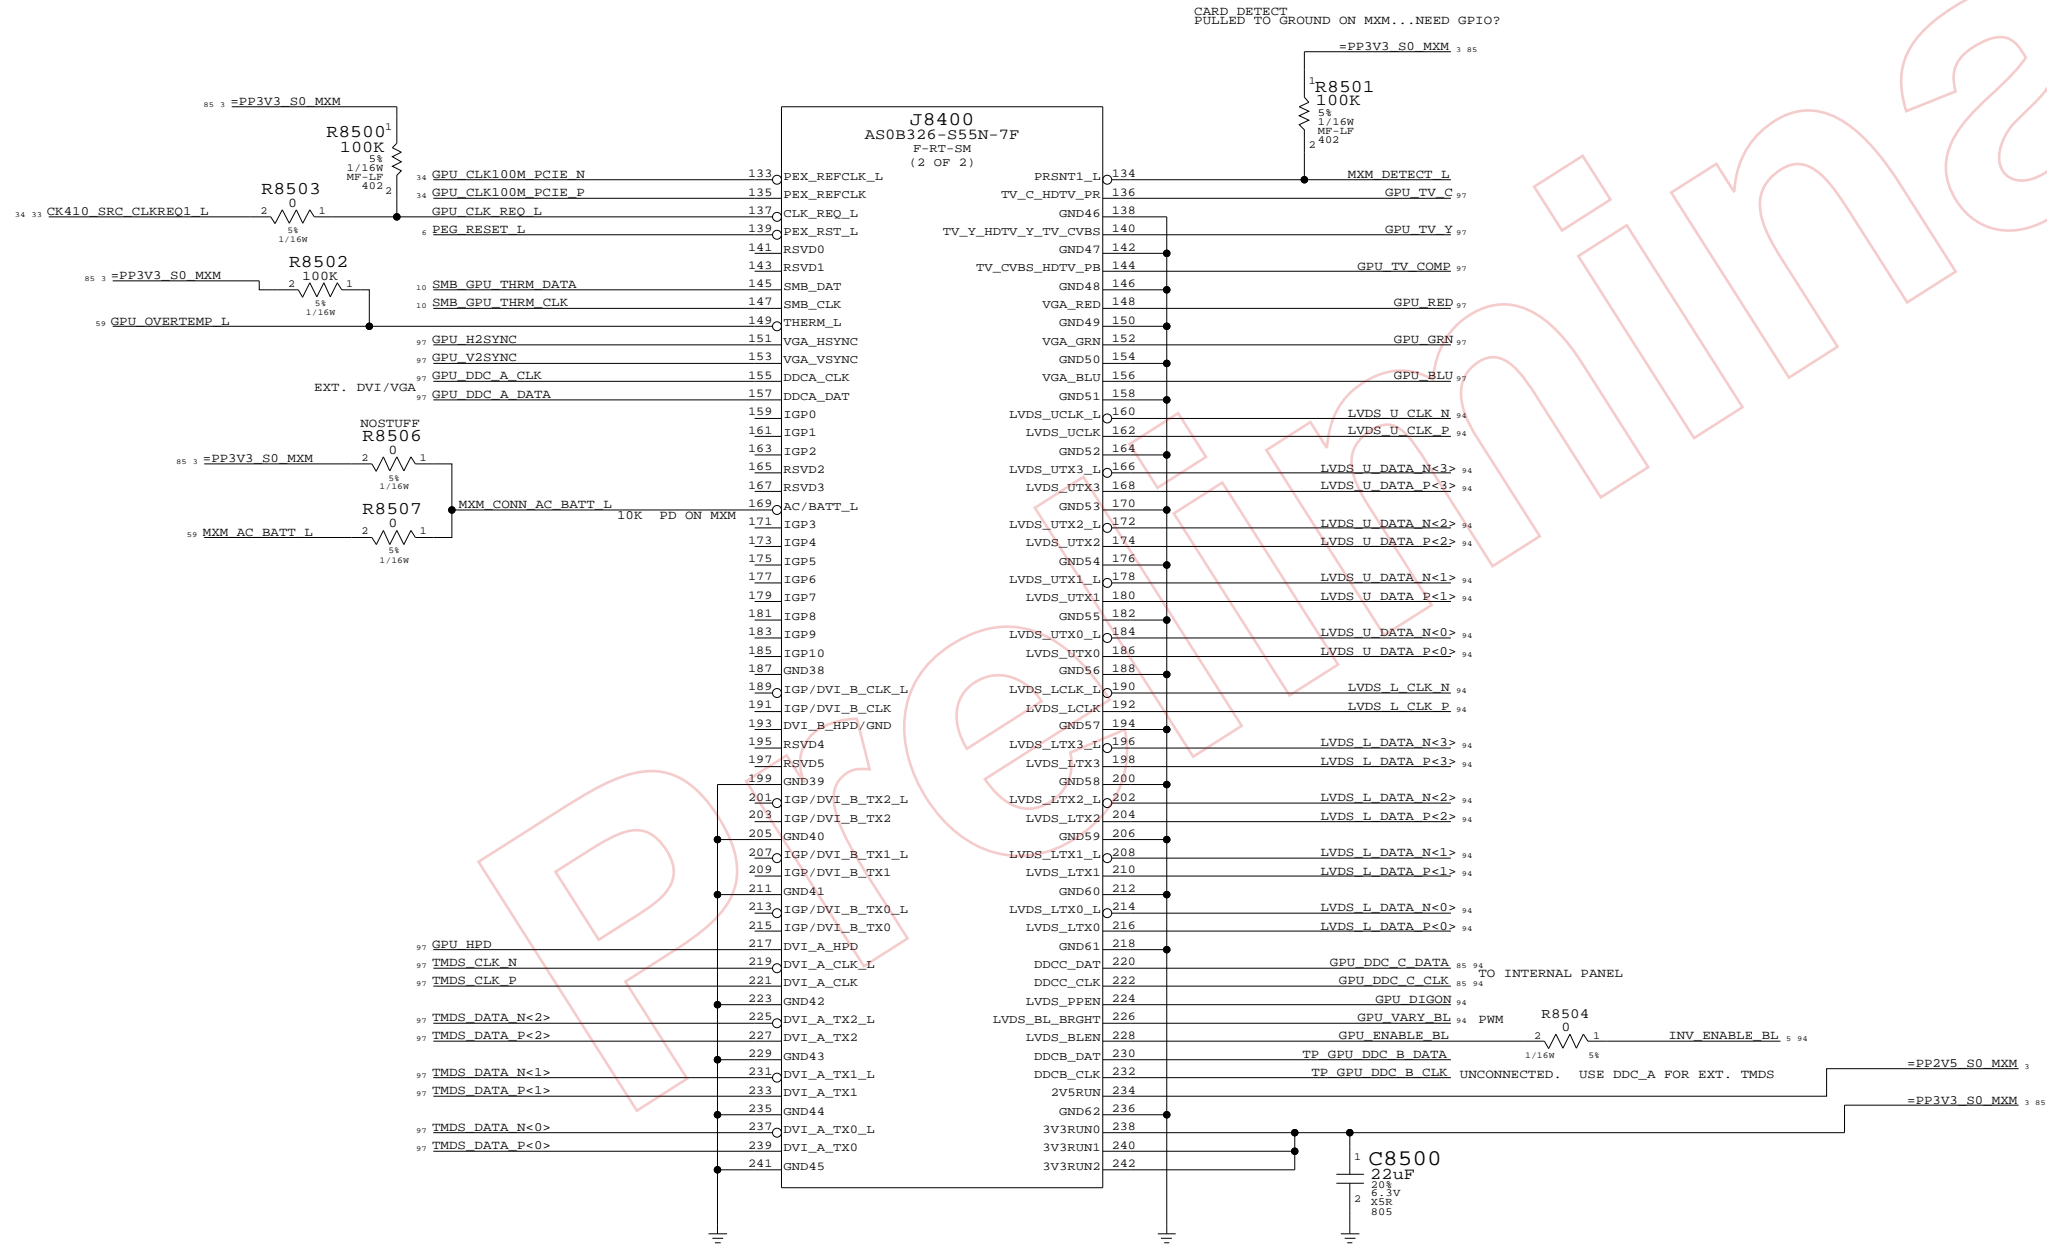 CARD DETECT
PULLED TO GROUND ON MXM...NEED GPIO?
=PP3V3_S0_MXM 3 85
1
R8501
100K
5%
1/16W
MF-LF
402
2
85 3 =PP3V3_S0_MXM
R8500
1
100K
5%
1/16W
MF-LF
402
2
R8503
0
34 33 CK410_SRC_CLKREQ1_L 2 1
5%
1/16W
R8502
100K
85 3 =PP3V3_S0_MXM 2 1
5%
1/16W
59 GPU_OVERTEMP_L
EXT. DVI/VGA
NOSTUFF
R8506
0
85 3 =PP3V3_S0_MXM 2 1
5%
1/16W
MXM_CONN_AC_BATT_L
10K PD ON MXM
R8507
0
59 MXM_AC_BATT_L 2 1
5%
1/16W
J8400
AS0B326-S55N-7F
F-RT-SM
(2 OF 2)
34 GPU_CLK100M_PCIE_N 133 PEX_REFCLK_L
34 GPU_CLK100M_PCIE_P 135 PEX_REFCLK
GPU_CLK_REQ_L 137 CLK_REQ_L
6 PEG_RESET_L 139 PEX_RST_L
141 RSVD0
143 RSVD1
10 SMB_GPU_THRM_DATA 145 SMB_DAT
10 SMB_GPU_THRM_CLK 147 SMB_CLK
149 THERM_L
97 GPU_H2SYNC 151 VGA_HSYNC
97 GPU_V2SYNC 153 VGA_VSYNC
97 GPU_DDC_A_CLK 155 DDCA_CLK
97 GPU_DDC_A_DATA 157 DDCA_DAT
159 IGP0
161 IGP1
163 IGP2
165 RSVD2
167 RSVD3
169 AC/BATT_L
171 IGP3
173 IGP4
175 IGP5
177 IGP6
179 IGP7
181 IGP8
183 IGP9
185 IGP10
187 GND38
189 IGP/DVI_B_CLK_L
191 IGP/DVI_B_CLK
193 DVI_B_HPD/GND
195 RSVD4
197 RSVD5
199 GND39
201 IGP/DVI_B_TX2_L
203 IGP/DVI_B_TX2
205 GND40
207 IGP/DVI_B_TX1_L
209 IGP/DVI_B_TX1
211 GND41
213 IGP/DVI_B_TX0_L
215 IGP/DVI_B_TX0
97 GPU_HPD 217 DVI_A_HPD
97 TMDS_CLK_N 219 DVI_A_CLK_L
97 TMDS_CLK_P 221 DVI_A_CLK
223 GND42
97 TMDS_DATA_N<2> 225 DVI_A_TX2_L
97 TMDS_DATA_P<2> 227 DVI_A_TX2
229 GND43
97 TMDS_DATA_N<1> 231 DVI_A_TX1_L
97 TMDS_DATA_P<1> 233 DVI_A_TX1
235 GND44
97 TMDS_DATA_N<0> 237 DVI_A_TX0_L
97 TMDS_DATA_P<0> 239 DVI_A_TX0
241 GND45
PRSNT1_L 134 MXM_DETECT_L
TV_C_HDTV_PR 136 GPU_TV_C 97
GND46 138
TV_Y_HDTV_Y_TV_CVBS 140 GPU_TV_Y 97
GND47 142
TV_CVBS_HDTV_PB 144 GPU_TV_COMP 97
GND48 146
VGA_RED 148 GPU_RED 97
GND49 150
VGA_GRN 152 GPU_GRN 97
GND50 154
VGA_BLU 156 GPU_BLU 97
GND51 158
LVDS_UCLK_L 160 LVDS_U_CLK_N 94
LVDS_UCLK 162 LVDS_U_CLK_P 94
GND52 164
LVDS_UTX3_L 166 LVDS_U_DATA_N<3> 94
LVDS_UTX3 168 LVDS_U_DATA_P<3> 94
GND53 170
LVDS_UTX2_L 172 LVDS_U_DATA_N<2> 94
LVDS_UTX2 174 LVDS_U_DATA_P<2> 94
GND54 176
LVDS_UTX1_L 178 LVDS_U_DATA_N<1> 94
LVDS_UTX1 180 LVDS_U_DATA_P<1> 94
GND55 182
LVDS_UTX0_L 184 LVDS_U_DATA_N<0> 94
LVDS_UTX0 186 LVDS_U_DATA_P<0> 94
GND56 188
LVDS_LCLK_L 190 LVDS_L_CLK_N 94
LVDS_LCLK 192 LVDS_L_CLK_P 94
GND57 194
LVDS_LTX3_L 196 LVDS_L_DATA_N<3> 94
LVDS_LTX3 198 LVDS_L_DATA_P<3> 94
GND58 200
LVDS_LTX2_L 202 LVDS_L_DATA_N<2> 94
LVDS_LTX2 204 LVDS_L_DATA_P<2> 94
GND59 206
LVDS_LTX1_L 208 LVDS_L_DATA_N<1> 94
LVDS_LTX1 210 LVDS_L_DATA_P<1> 94
GND60 212
LVDS_LTX0_L 214 LVDS_L_DATA_N<0> 94
LVDS_LTX0 216 LVDS_L_DATA_P<0> 94
GND61 218
DDCC_DAT 220 GPU_DDC_C_DATA 85 94
TO INTERNAL PANEL
DDCC_CLK 222 GPU_DDC_C_CLK 85 94
LVDS_PPEN 224 GPU_DIGON 94
LVDS_BL_BRGHT 226 GPU_VARY_BL 94 PWM
LVDS_BLEN 228 GPU_ENABLE_BL
R8504
0
2 1 INV_ENABLE_BL 5 94
1/16W 5%
DDCB_DAT 230 TP_GPU_DDC_B_DATA
DDCB_CLK 232 TP_GPU_DDC_B_CLK UNCONNECTED. USE DDC_A FOR EXT. TMDS
2V5RUN 234
=PP2V5_S0_MXM 3
GND62 236
=PP3V3_S0_MXM 3 85
3V3RUN0 238
3V3RUN1 240
3V3RUN2 242
1
C8500
22uF
20%
6.3V
X5R
805
2
Prelimina